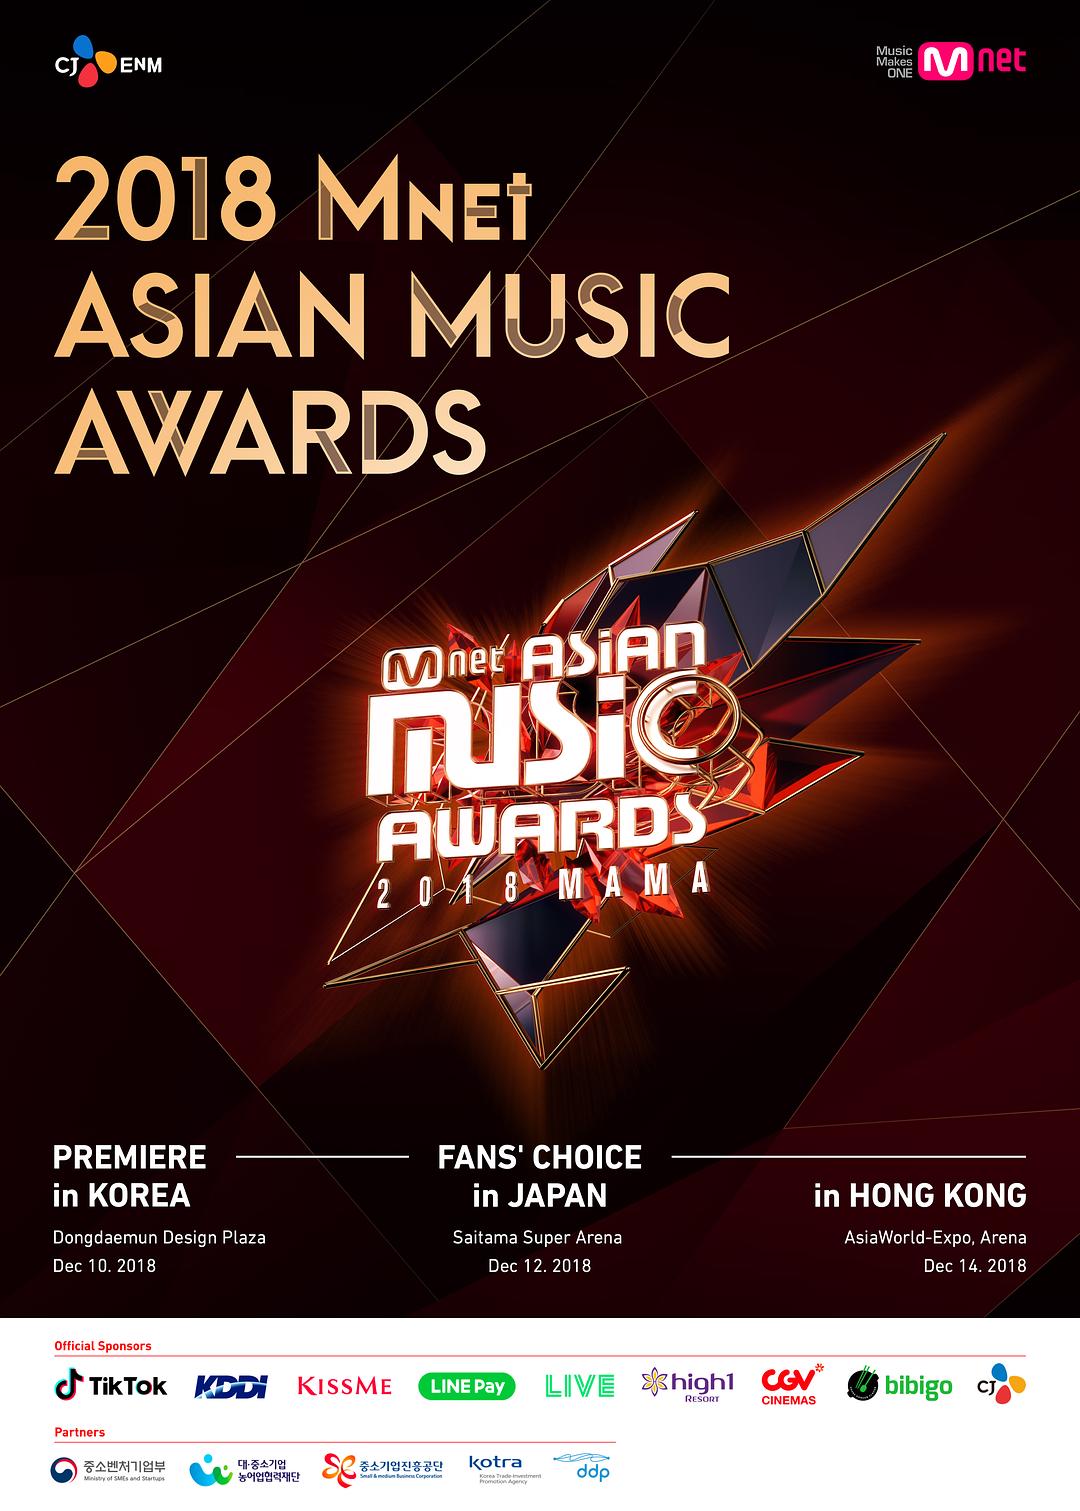 CJ ENM
Music
Makes
ONE
Mnet
2018 Mnet
ASIAN MUSIC
AWARDS
Mnet ASIAN
MUSIC
AWARDS
2018 MAMA
PREMIERE
in KOREA
Dongdaemun Design Plaza
Dec 10. 2018
FANS' CHOICE
in JAPAN
Saitama Super Arena
Dec 12. 2018
in HONG KONG
AsiaWorld-Expo, Arena
Dec 14. 2018
Official Sponsors
TikTok
KDDI
KISSME
LINE Pay
LIVE
high1
RESORT
CGV
CINEMAS
bibigo
CJ
Partners
중소벤처기업부
Ministry of SMEs and Startups
대·중소기업
농어업협력재단
중소기업진흥공단
Small & medium Business Corporation
kotra
Korea Trade-Investment
Promotion Agency
ddp